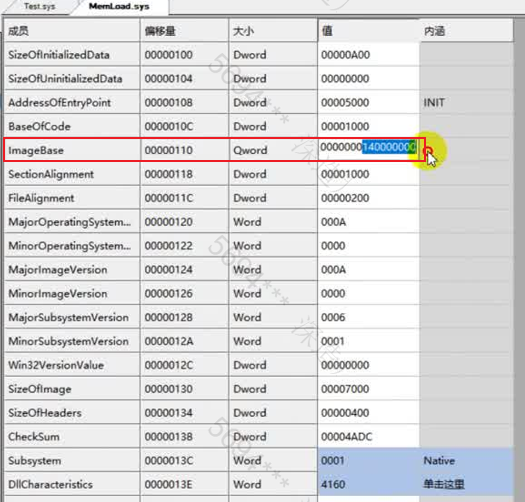 Test.sys MemLoad.sys
成员 偏移量 大小 值 内涵
SizeOfInitializedData 00000100 Dword 00000A00
SizeOfUninitializedData 00000104 Dword 00000000
AddressOfEntryPoint 00000108 Dword 00005000 INIT
BaseOfCode 0000010C Dword 00001000
ImageBase 00000110 Qword 0000000140000000
SectionAlignment 00000118 Dword 00001000
FileAlignment 0000011C Dword 00000200
MajorOperatingSystem... 00000120 Word 000A
MinorOperatingSystem... 00000122 Word 0000
MajorImageVersion 00000124 Word 000A
MinorImageVersion 00000126 Word 0000
MajorSubsystemVersion 00000128 Word 0006
MinorSubsystemVersion 0000012A Word 0001
Win32VersionValue 0000012C Dword 00000000
SizeOfImage 00000130 Dword 00007000
SizeOfHeaders 00000134 Dword 00000400
CheckSum 00000138 Dword 00004ADC
Subsystem 0000013C Word 0001 Native
DllCharacteristics 0000013E Word 4160 单击这里
5694***
5694***
5694***